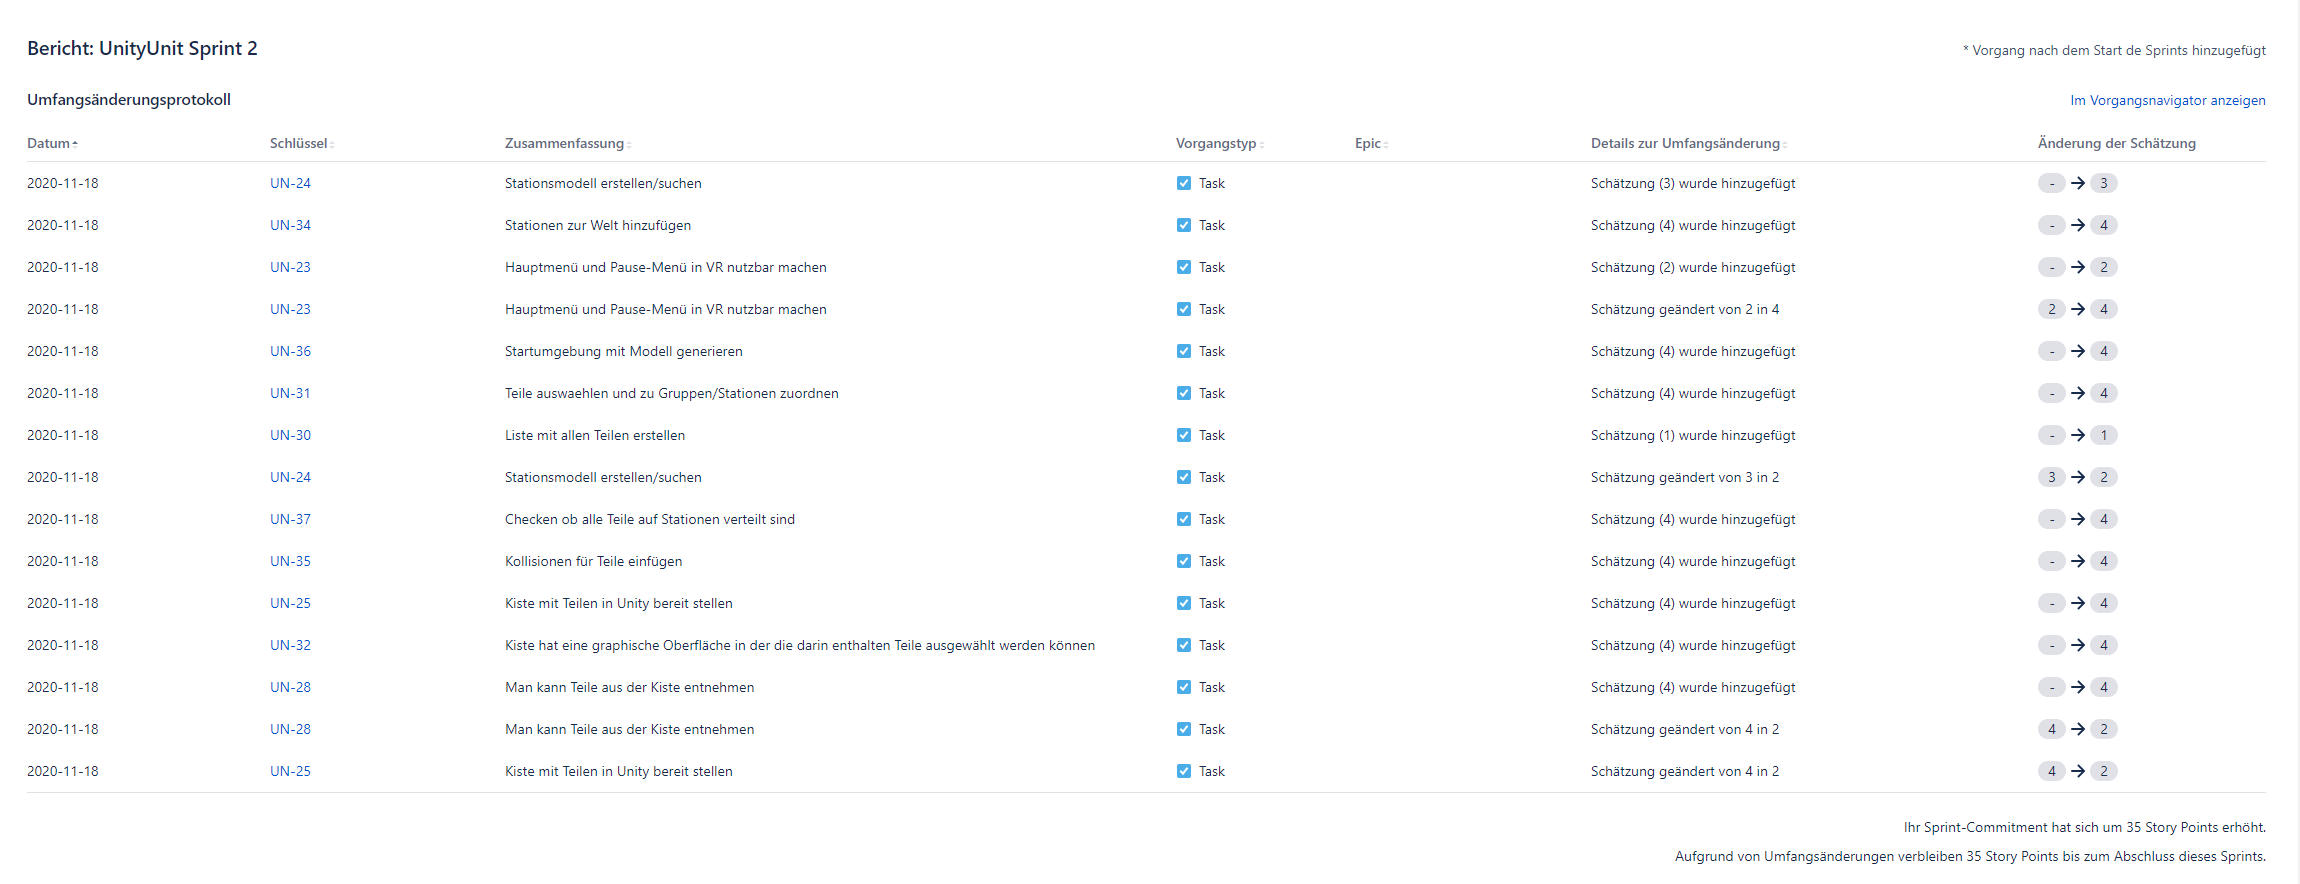 Bericht: UnityUnit Sprint 2
* Vorgang nach dem Start de Sprints hinzugefügt
Umfangsänderungsprotokoll
Im Vorgangsnavigator anzeigen
Datum Schlüssel Zusammenfassung Vorgangstyp Epic Details zur Umfangsänderung Änderung der Schätzung
2020-11-18 UN-24 Stationsmodell erstellen/suchen Task Schätzung (3) wurde hinzugefügt - → 3
2020-11-18 UN-34 Stationen zur Welt hinzufügen Task Schätzung (4) wurde hinzugefügt - → 4
2020-11-18 UN-23 Hauptmenü und Pause-Menü in VR nutzbar machen Task Schätzung (2) wurde hinzugefügt - → 2
2020-11-18 UN-23 Hauptmenü und Pause-Menü in VR nutzbar machen Task Schätzung geändert von 2 in 4 2 → 4
2020-11-18 UN-36 Startumgebung mit Modell generieren Task Schätzung (4) wurde hinzugefügt - → 4
2020-11-18 UN-31 Teile auswaehlen und zu Gruppen/Stationen zuordnen Task Schätzung (4) wurde hinzugefügt - → 4
2020-11-18 UN-30 Liste mit allen Teilen erstellen Task Schätzung (1) wurde hinzugefügt - → 1
2020-11-18 UN-24 Stationsmodell erstellen/suchen Task Schätzung geändert von 3 in 2 3 → 2
2020-11-18 UN-37 Checken ob alle Teile auf Stationen verteilt sind Task Schätzung (4) wurde hinzugefügt - → 4
2020-11-18 UN-35 Kollisionen für Teile einfügen Task Schätzung (4) wurde hinzugefügt - → 4
2020-11-18 UN-25 Kiste mit Teilen in Unity bereit stellen Task Schätzung (4) wurde hinzugefügt - → 4
2020-11-18 UN-32 Kiste hat eine graphische Oberfläche in der die darin enthalten Teile ausgewählt werden können Task Schätzung (4) wurde hinzugefügt - → 4
2020-11-18 UN-28 Man kann Teile aus der Kiste entnehmen Task Schätzung (4) wurde hinzugefügt - → 4
2020-11-18 UN-28 Man kann Teile aus der Kiste entnehmen Task Schätzung geändert von 4 in 2 4 → 2
2020-11-18 UN-25 Kiste mit Teilen in Unity bereit stellen Task Schätzung geändert von 4 in 2 4 → 2
Ihr Sprint-Commitment hat sich um 35 Story Points erhöht.
Aufgrund von Umfangsänderungen verbleiben 35 Story Points bis zum Abschluss dieses Sprints.